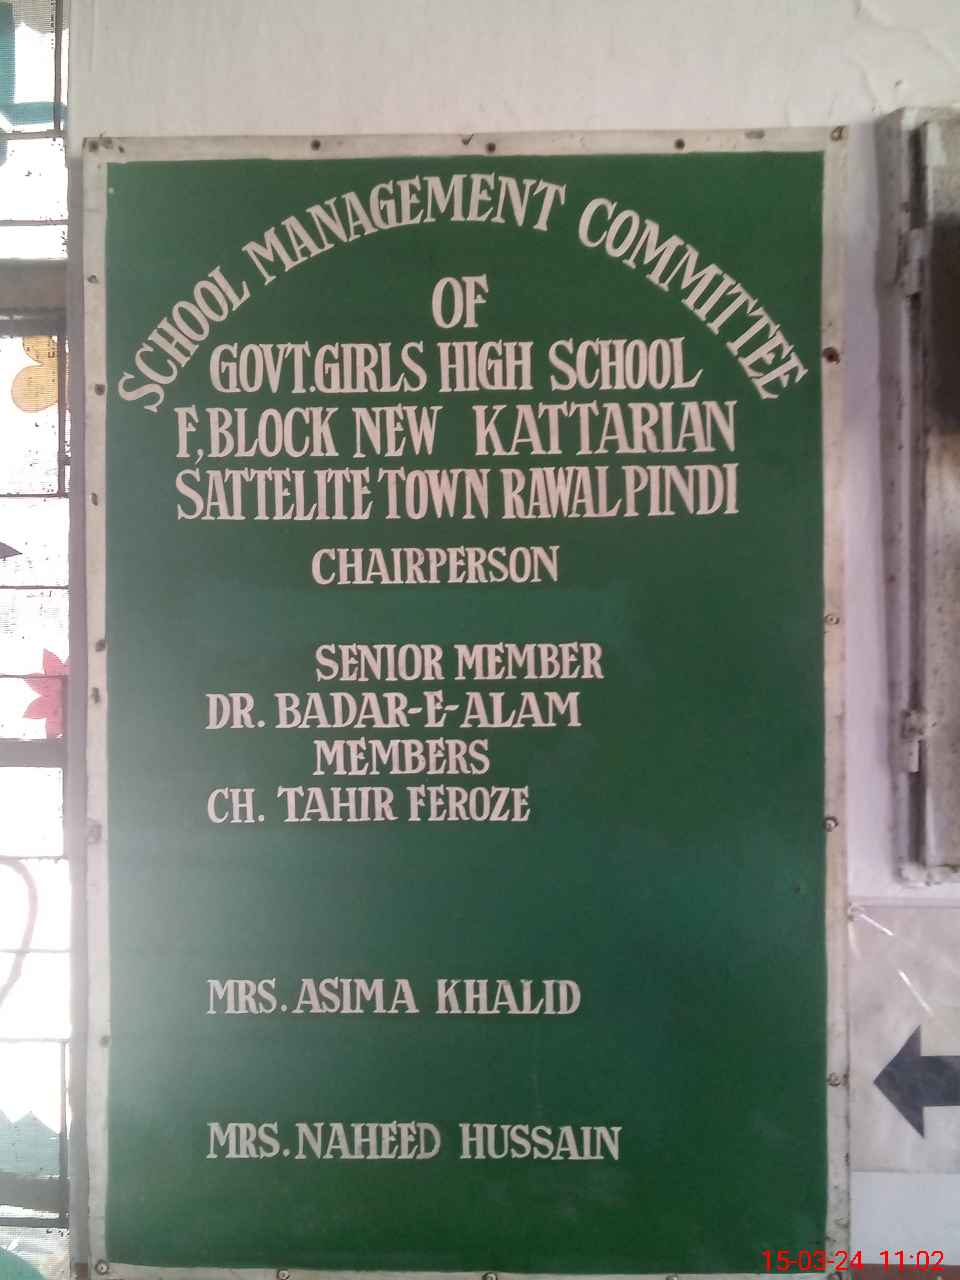 SCHOOL MANAGEMENT COMMITTEE
OF
GOVT.GIRLS HIGH SCHOOL
F,BLOCK NEW KATTARIAN
SATTELITE TOWN RAWALPINDI
CHAIRPERSON
SENIOR MEMBER
DR. BADAR-E-ALAM
MEMBERS
CH. TAHIR FEROZE
MRS. ASIMA KHALID
MRS. NAHEED HUSSAIN
15-03-24 11:02